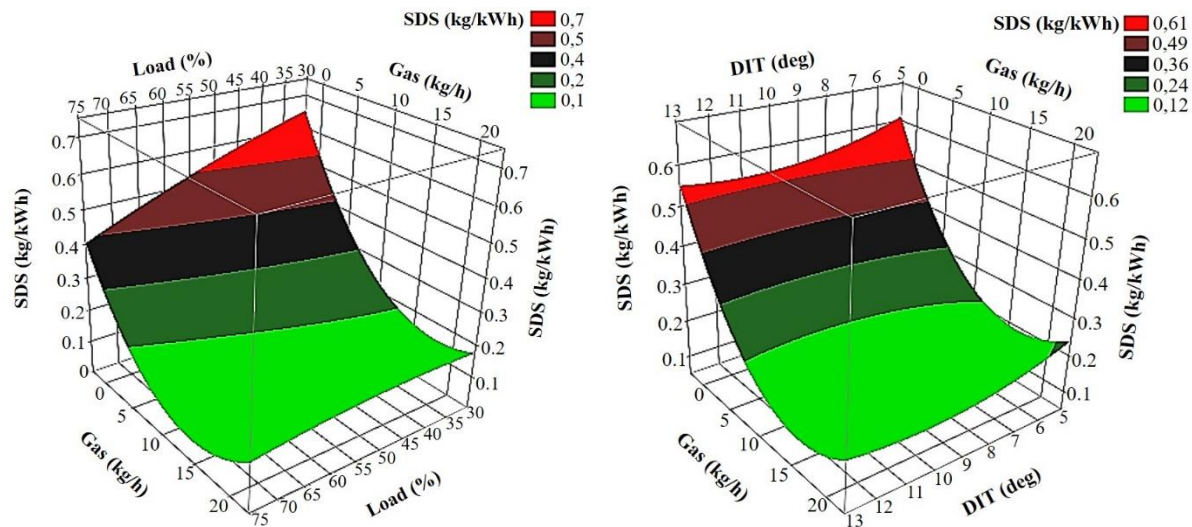 SDS (kg/kWh)
0,7
0,5
0,4
0,2
0,1
Load (%)
75 70 65 60 55 50 45 40 35 30
Gas (kg/h)
0 5 10 15 20
SDS (kg/kWh)
0.7
0.6
0.5
0.4
0.3
0.2
0.1
0
SDS (kg/kWh)
0.7
0.6
0.5
0.4
0.3
0.2
0.1
Gas (kg/h)
0 5 10 15 20
Load (%)
75 70 65 60 55 50 45 40 35 30
SDS (kg/kWh)
0,61
0,49
0,36
0,24
0,12
DIT (deg)
13 12 11 10 9 8 7 6 5
Gas (kg/h)
0 5 10 15 20
SDS (kg/kWh)
0.6
0.5
0.4
0.3
0.2
0.1
SDS (kg/kWh)
0.6
0.5
0.4
0.3
0.2
0.1
Gas (kg/h)
0 5 10 15 20
DIT (deg)
13 12 11 10 9 8 7 6 5